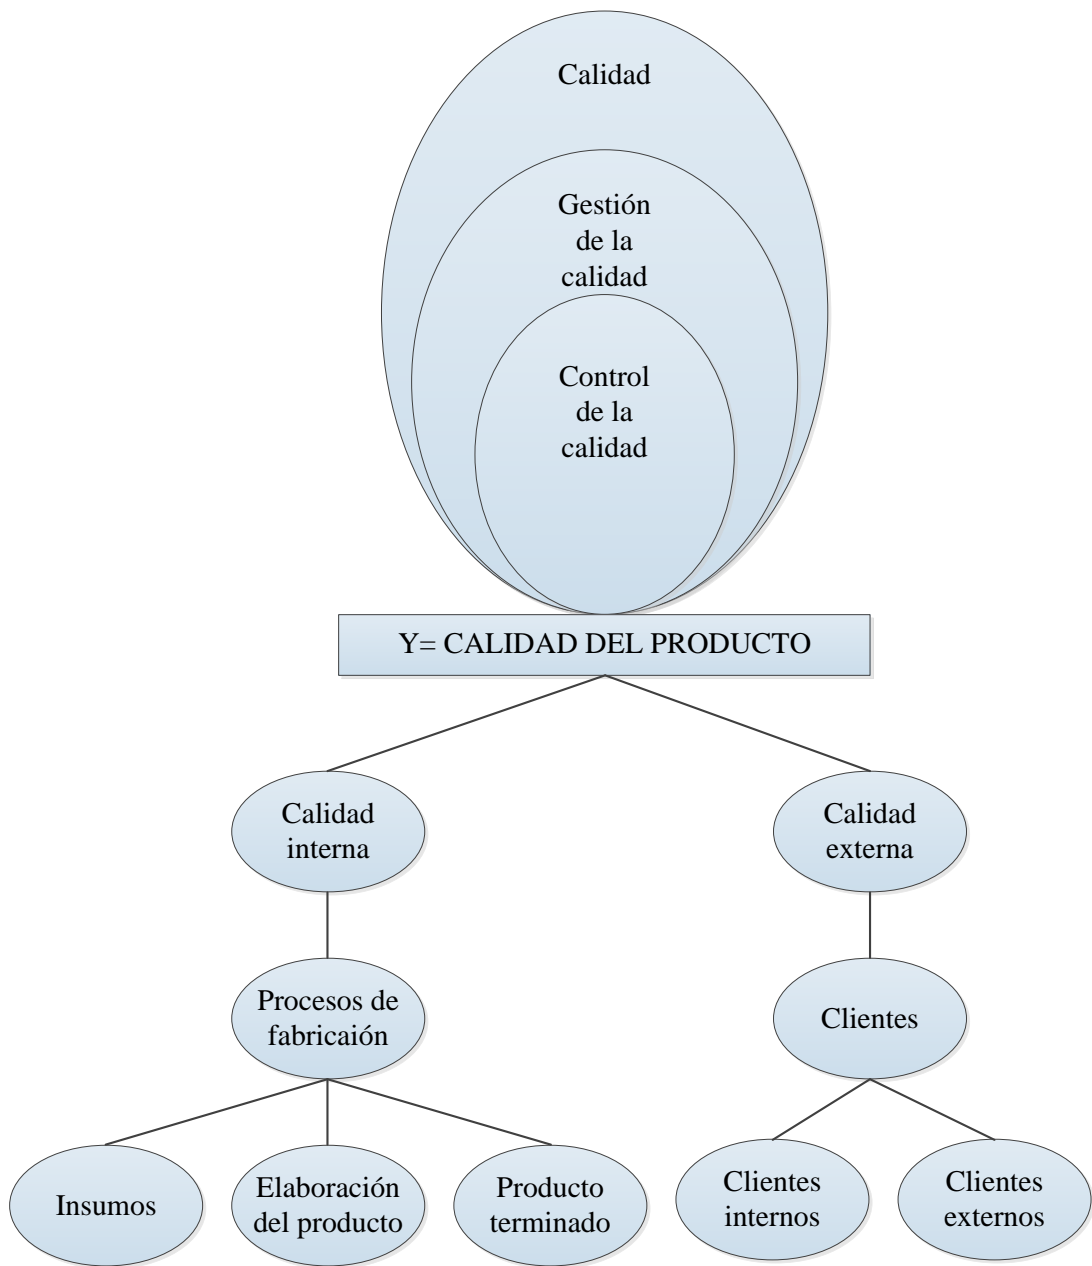 Calidad
Gestión
de la
calidad
Control
de la
calidad
Y= CALIDAD DEL PRODUCTO
Calidad
interna
Calidad
externa
Procesos de
fabricaión
Clientes
Insumos
Elaboración
del producto
Producto
terminado
Clientes
internos
Clientes
externos